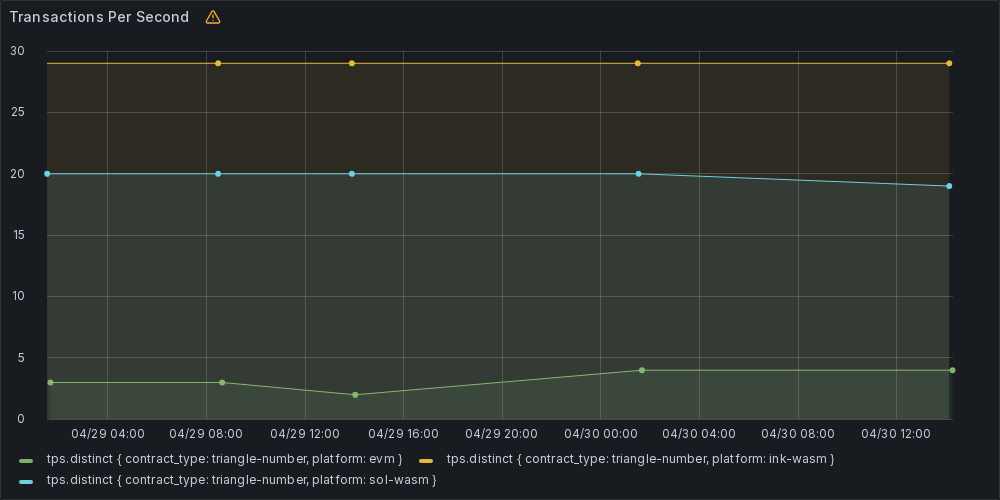 Transactions Per Second
30
25
20
15
10
5
0
04/29 04:00 04/29 08:00 04/29 12:00 04/29 16:00 04/29 20:00 04/30 00:00 04/30 04:00 04/30 08:00 04/30 12:00
tps.distinct { contract_type: triangle-number, platform: evm } tps.distinct { contract_type: triangle-number, platform: ink-wasm }
tps.distinct { contract_type: triangle-number, platform: sol-wasm }